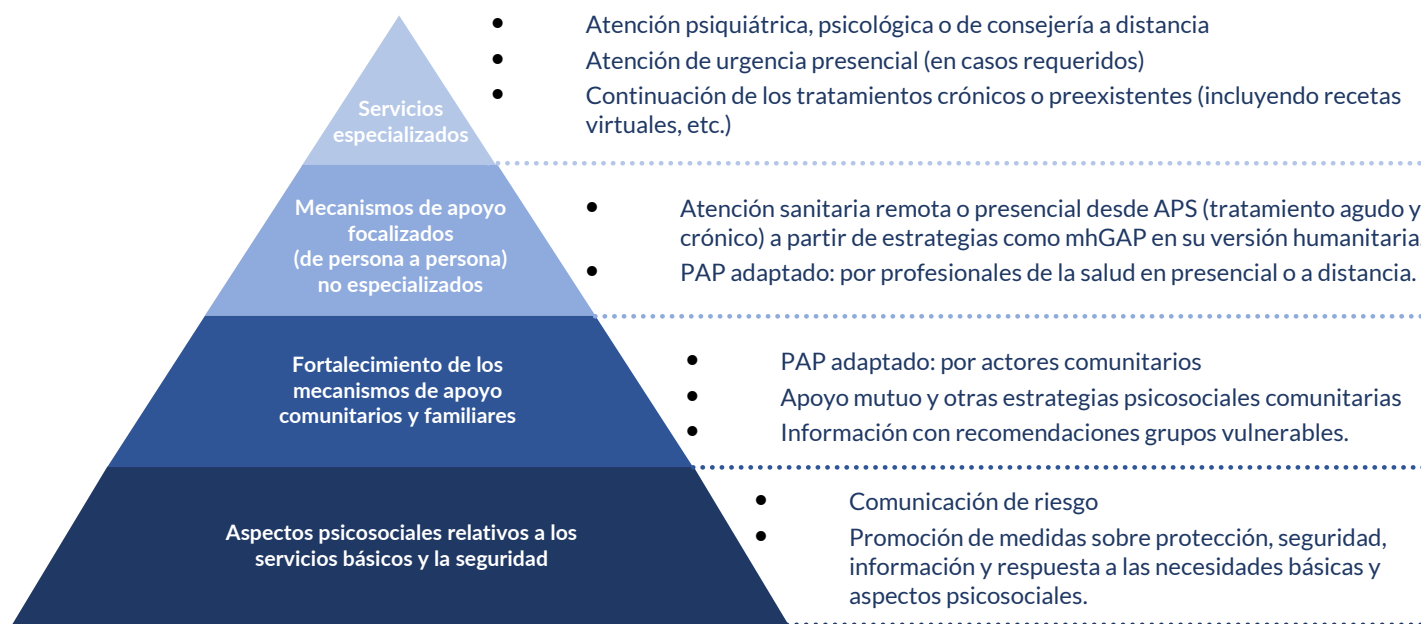 Servicios
especializados
• Atención psiquiátrica, psicológica o de consejería a distancia
• Atención de urgencia presencial (en casos requeridos)
• Continuación de los tratamientos crónicos o preexistentes (incluyendo recetas
virtuales, etc.)
Mecanismos de apoyo
focalizados
(de persona a persona)
no especializados
• Atención sanitaria remota o presencial desde APS (tratamiento agudo y
crónico) a partir de estrategias como mhGAP en su versión humanitaria.
• PAP adaptado: por profesionales de la salud en presencial o a distancia.
Fortalecimiento de los
mecanismos de apoyo
comunitarios y familiares
• PAP adaptado: por actores comunitarios
• Apoyo mutuo y otras estrategias psicosociales comunitarias
• Información con recomendaciones grupos vulnerables.
Aspectos psicosociales relativos a los
servicios básicos y la seguridad
• Comunicación de riesgo
• Promoción de medidas sobre protección, seguridad,
información y respuesta a las necesidades básicas y
aspectos psicosociales.